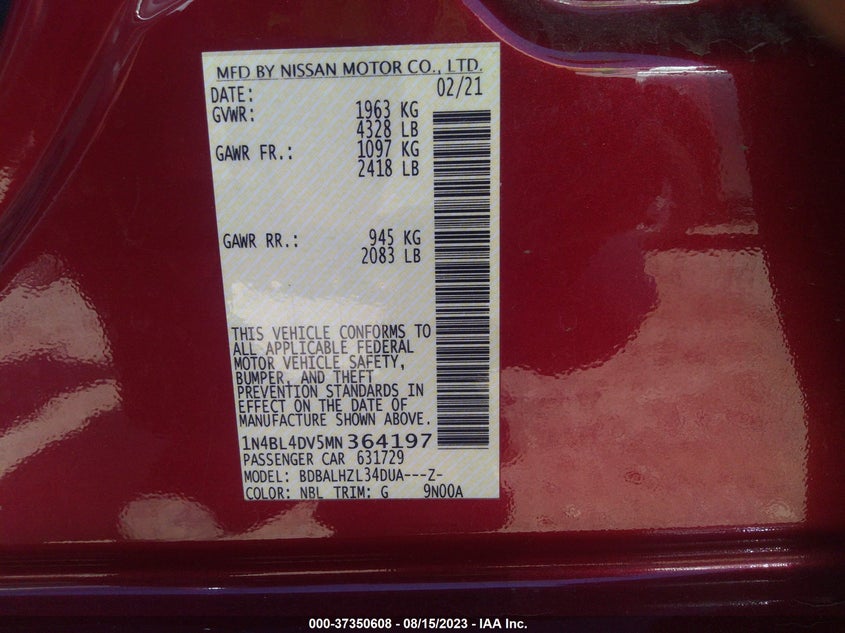 MFD BY NISSAN MOTOR CO., LTD.
DATE: 02/21
GVWR: 1963 KG
4328 LB
GAWR FR.: 1097 KG
2418 LB
GAWR RR.: 945 KG
2083 LB
THIS VEHICLE CONFORMS TO
ALL APPLICABLE FEDERAL
MOTOR VEHICLE SAFETY,
BUMPER, AND THEFT
PREVENTION STANDARDS IN
EFFECT ON THE DATE OF
MANUFACTURE SHOWN ABOVE.
1N4BL4DV5MN364197
PASSENGER CAR 631729
MODEL: BDBALHZL34DUA---Z-
COLOR: NBL TRIM: G 9N00A
000-37350608 - 08/15/2023 - IAA Inc.